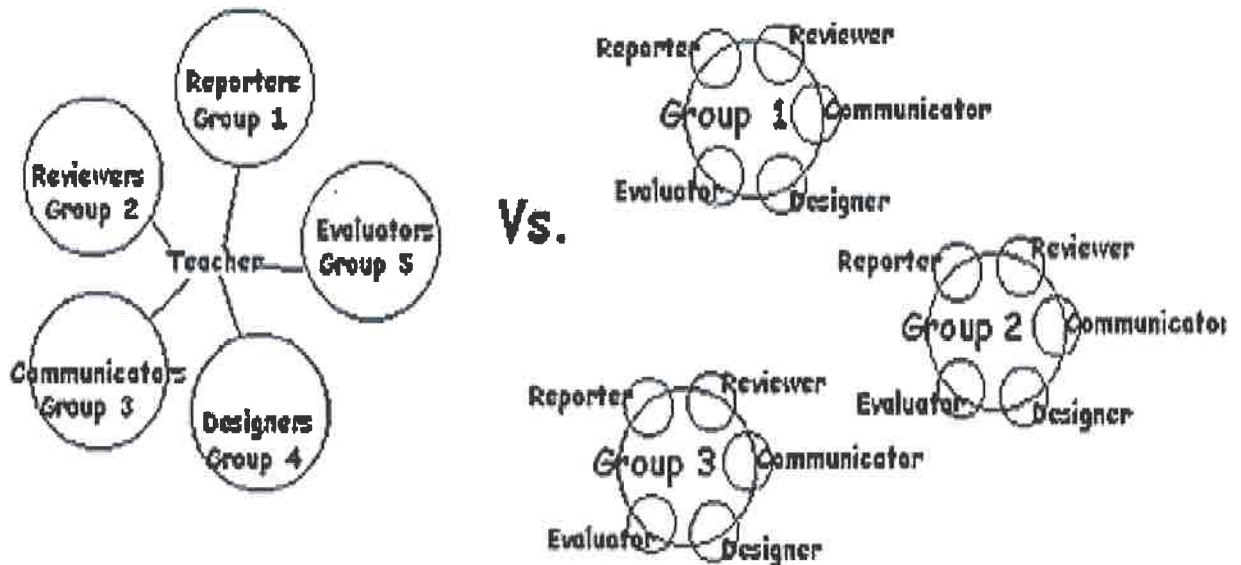 Reporters
Group 1
Reviewers
Group 2
Evaluators
Group 5
Teacher
Communicators
Group 3
Designers
Group 4
Vs.
Reporter
Reviewer
Group 1
Communicator
Evaluator
Designer
Reporter
Reviewer
Group 2
Communicator
Evaluator
Designer
Reporter
Reviewer
Group 3
Communicator
Evaluator
Designer